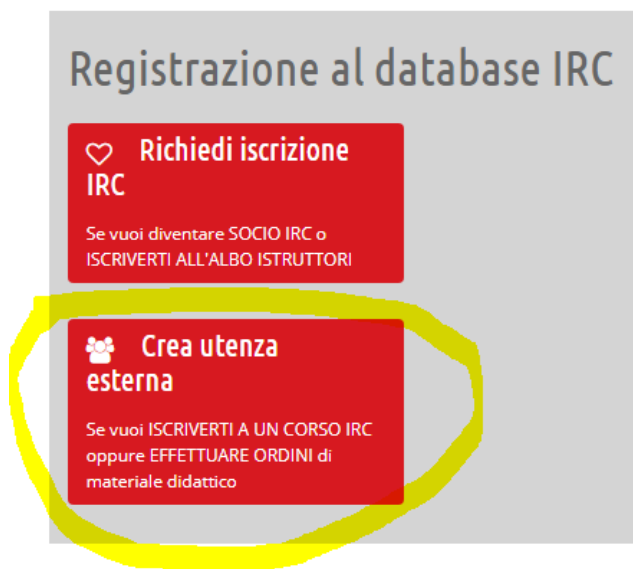 Registrazione al database IRC
Richiedi iscrizione
IRC
Se vuoi diventare SOCIO IRC o
ISCRIVERTI ALL'ALBO ISTRUTTORI
Crea utenza
esterna
Se vuoi ISCRIVERTI A UN CORSO IRC
oppure EFFETTUARE ORDINI di
materiale didattico